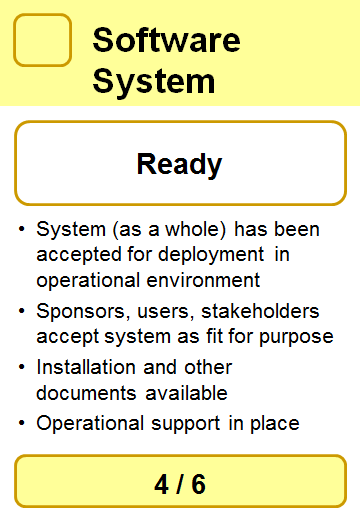 Software
System
Ready
• System (as a whole) has been
accepted for deployment in
operational environment
• Sponsors, users, stakeholders
accept system as fit for purpose
• Installation and other
documents available
• Operational support in place
4 / 6